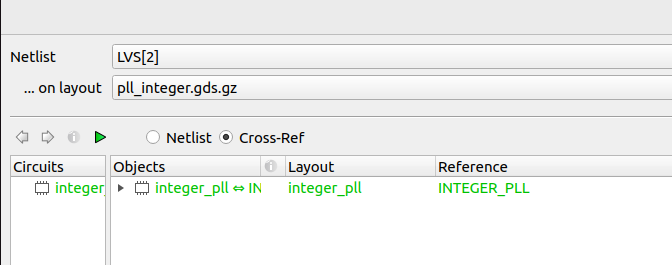 Netlist LVS[2]
... on layout pll_integer.gds.gz
Netlist Cross-Ref
Circuits Objects Layout Reference
integer_ integer_pll ⇔ IN integer_pll INTEGER_PLL